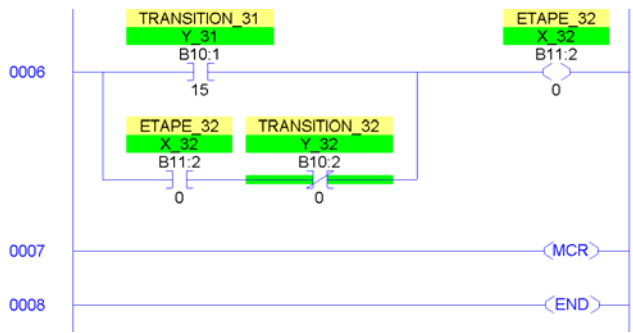 TRANSITION_31 ETAPE_32
Y_31 X_32
B10:1 B11:2
0006
15 0
ETAPE_32 TRANSITION_32
X_32 Y_32
B11:2 B10:2
0 0
0007 MCR
0008 END